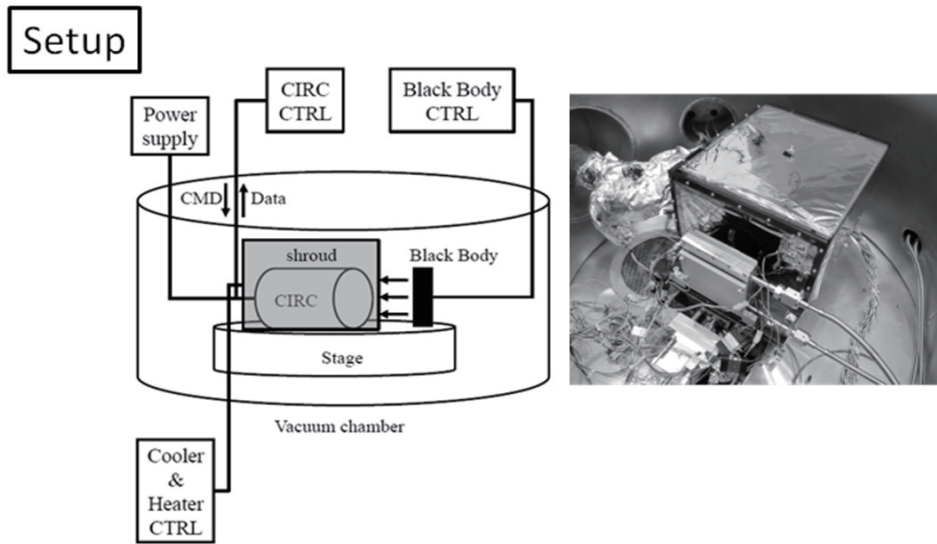 Setup
CIRC
CTRL
Black Body
CTRL
Power
supply
CMD
Data
shroud
Black Body
CIRC
Stage
Vacuum chamber
Cooler
&
Heater
CTRL